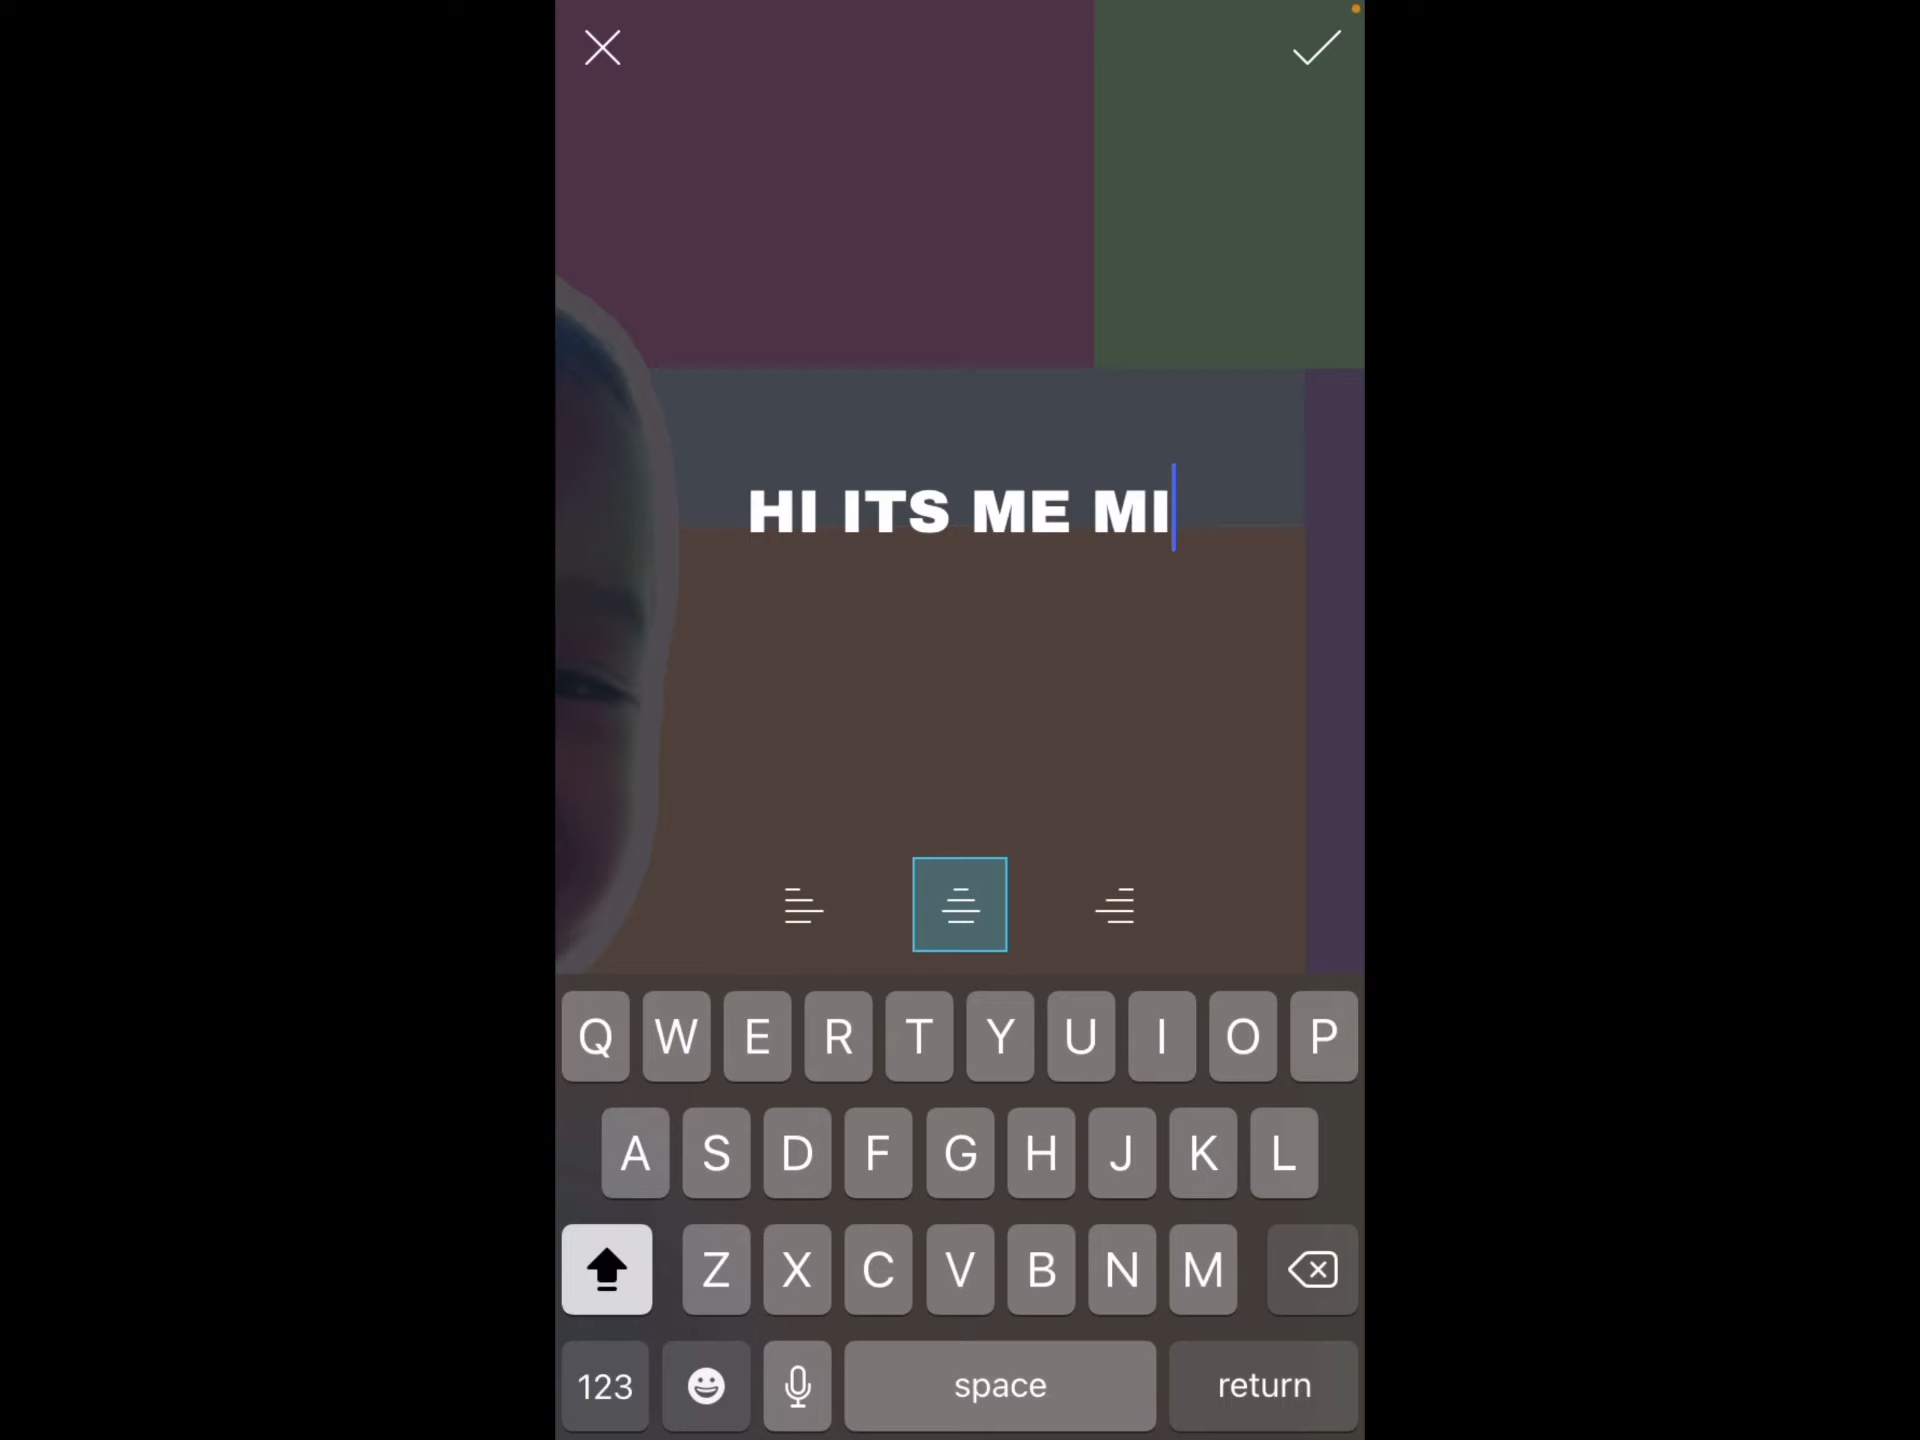 HI ITS ME MI
Q W E R T Y U I O P
A S D F G H J K L
Z X C V B N M
123 space return